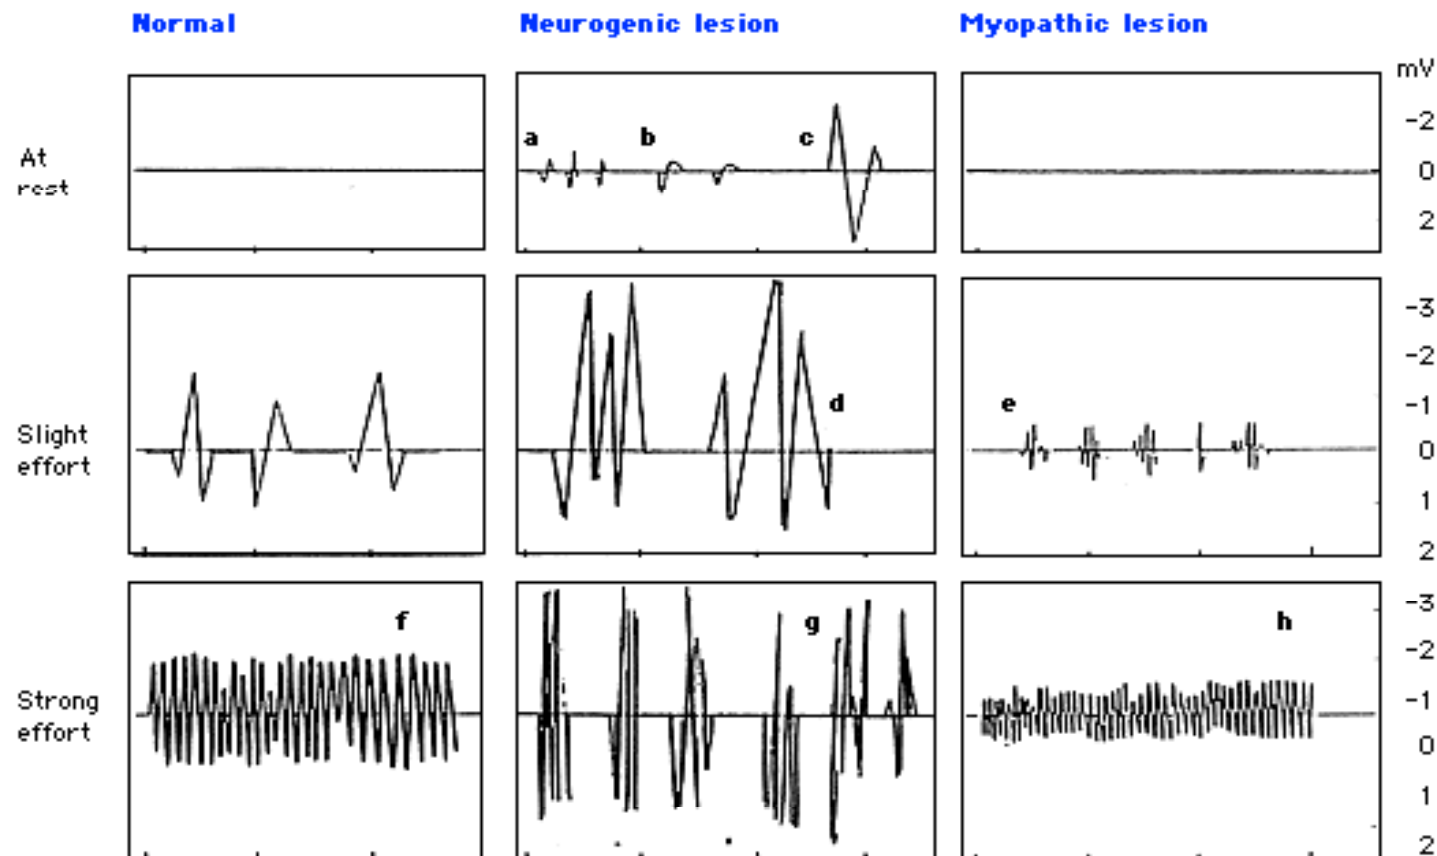 Normal
Neurogenic lesion
Myopathic lesion
mV
At
rest
a
b
c
-2
0
2
Slight
effort
d
e
-3
-2
-1
0
1
2
Strong
effort
f
g
h
-3
-2
-1
0
1
2